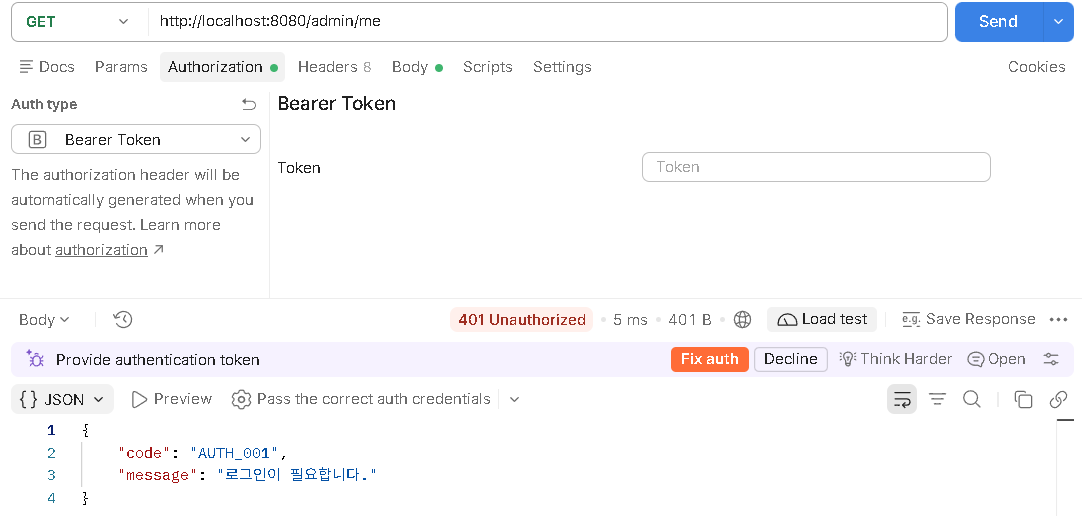 GET http://localhost:8080/admin/me Send
Docs Params Authorization Headers 8 Body Scripts Settings Cookies
Auth type
B Bearer Token
The authorization header will be
automatically generated when you
send the request. Learn more
about authorization ↗
Bearer Token
Token Token
Body 401 Unauthorized • 5 ms • 401 B • Load test e.g. Save Response
Provide authentication token Fix auth Decline Think Harder Open
{} JSON Preview Pass the correct auth credentials
1 {
2 "code": "AUTH_001",
3 "message": "로그인이 필요합니다."
4 }